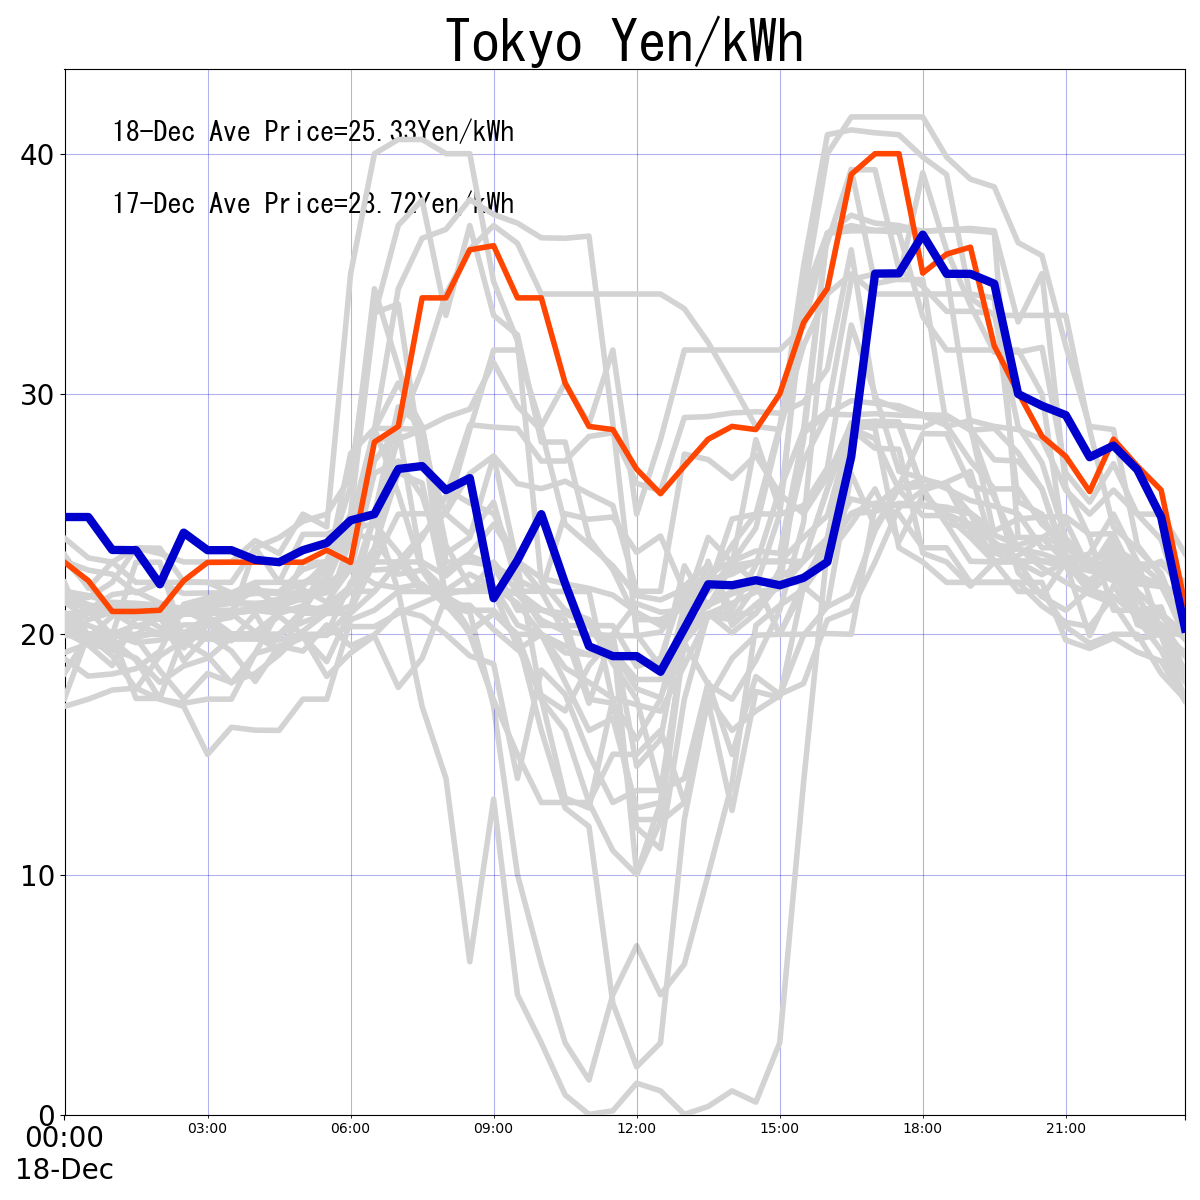 Tokyo Yen/kWh
18-Dec Ave Price=25.33Yen/kWh
17-Dec Ave Price=28.72Yen/kWh
40
30
20
10
0
00:00 03:00 06:00 09:00 12:00 15:00 18:00 21:00
18-Dec